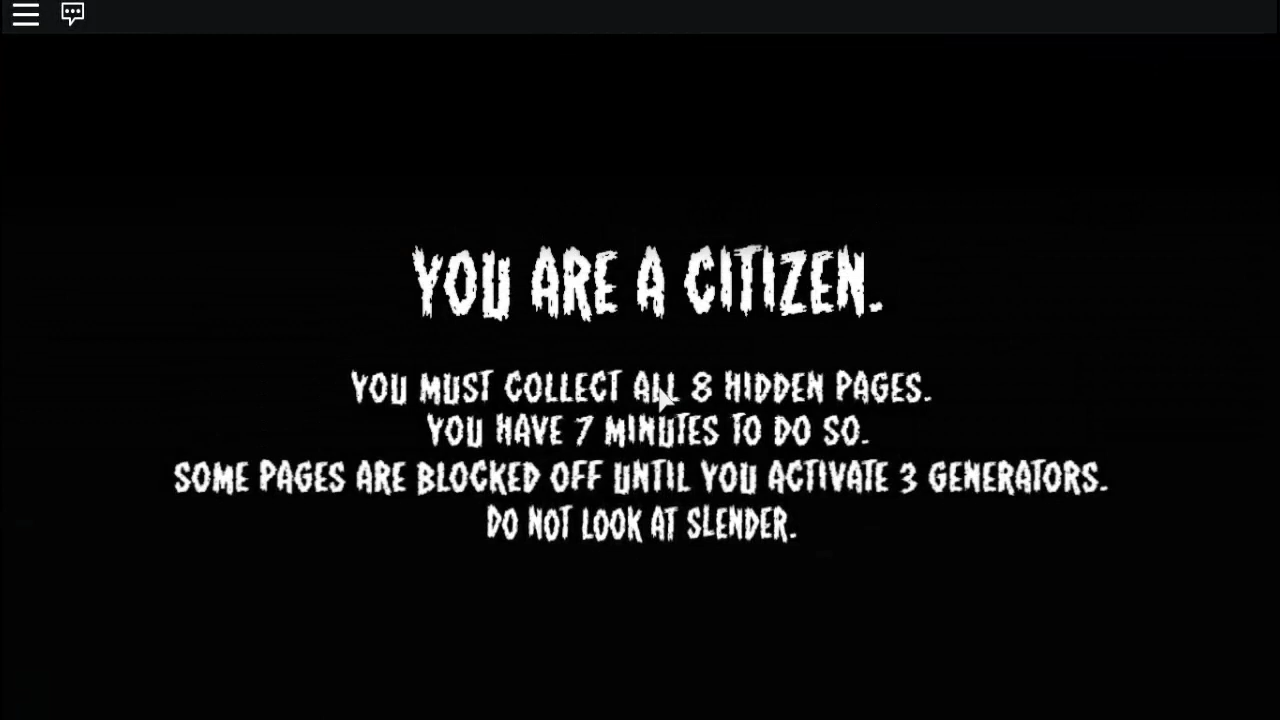 YOU ARE A CITIZEN.
YOU MUST COLLECT ALL 8 HIDDEN PAGES.
YOU HAVE 7 MINUTES TO DO SO.
SOME PAGES ARE BLOCKED OFF UNTIL YOU ACTIVATE 3 GENERATORS.
DO NOT LOOK AT SLENDER.